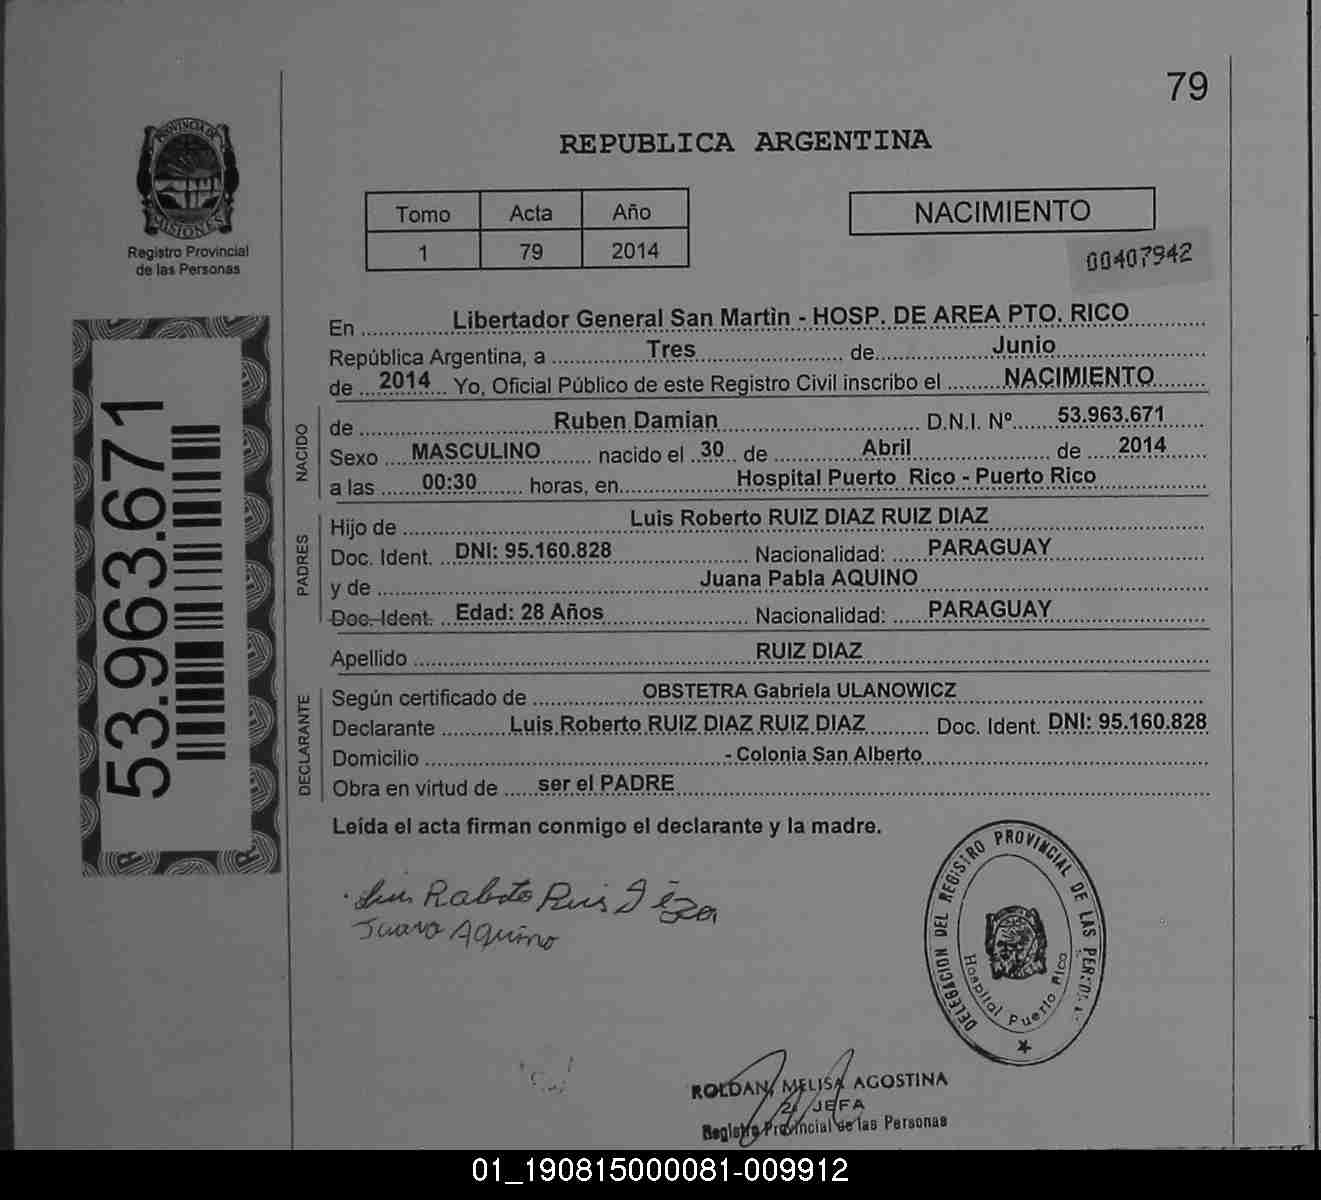 79
REPUBLICA ARGENTINA
PROVINCIA DE
MISIONES
Registro Provincial
de las Personas
Tomo Acta Año
1 79 2014
NACIMIENTO
00407942
53.963.671
En Libertador General San Martìn - HOSP. DE AREA PTO. RICO
República Argentina, a Tres de Junio
de 2014 Yo, Oficial Público de este Registro Civil inscribo el NACIMIENTO
NACIDO
de Ruben Damian D.N.I. Nº 53.963.671
Sexo MASCULINO nacido el 30 de Abril de 2014
a las 00:30 horas, en Hospital Puerto Rico - Puerto Rico
PADRES
Hijo de Luis Roberto RUIZ DIAZ RUIZ DIAZ
Doc. Ident. DNI: 95.160.828 Nacionalidad: PARAGUAY
y de Juana Pabla AQUINO
Doc. Ident. Edad: 28 Años Nacionalidad: PARAGUAY
Apellido RUIZ DIAZ
DECLARANTE
Según certificado de OBSTETRA Gabriela ULANOWICZ
Declarante Luis Roberto RUIZ DIAZ RUIZ DIAZ Doc. Ident. DNI: 95.160.828
Domicilio - Colonia San Alberto
Obra en virtud de ser el PADRE
Leída el acta firman conmigo el declarante y la madre.
Luis Roberto Ruis Diaz
Juana Aquino
DELEGACION DEL REGISTRO PROVINCIAL DE LAS
Hospital Puerto Rico
ROLDAN, MELISA AGOSTINA
JEFA
Registro Provincial de las Personas
01_190815000081-009912